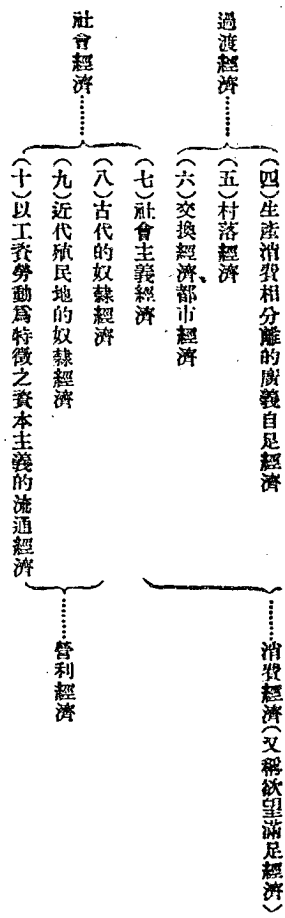 過渡經濟……
(四)生產消費相分離的廣義自足經濟
(五)村落經濟
(六)交換經濟、都市經濟
社會經濟……
(七)社會主義經濟
(八)古代的奴隸經濟
(九)近代殖民地的奴隸經濟
(十)以工資勞動爲特徵之資本主義的流通經濟
……消費經濟(又稱欲望滿足經濟)
……營利經濟